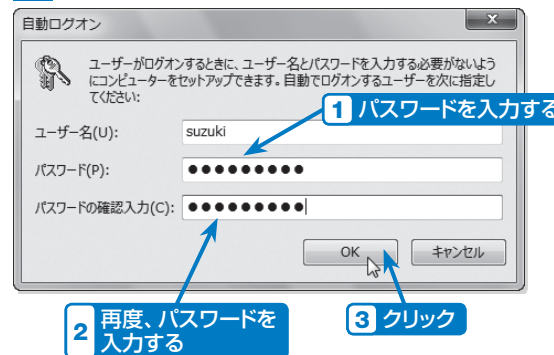 自動ログオン
ユーザーがログオンするときに、ユーザー名とパスワードを入力する必要がないよう
にコンピューターをセットアップできます。自動でログオンするユーザーを次に指定し
てください:
1 パスワードを入力する
ユーザー名(U): suzuki
パスワード(P): ●●●●●●●●●
パスワードの確認入力(C): ●●●●●●●●●
OK キャンセル
2 再度、パスワードを
入力する
3 クリック